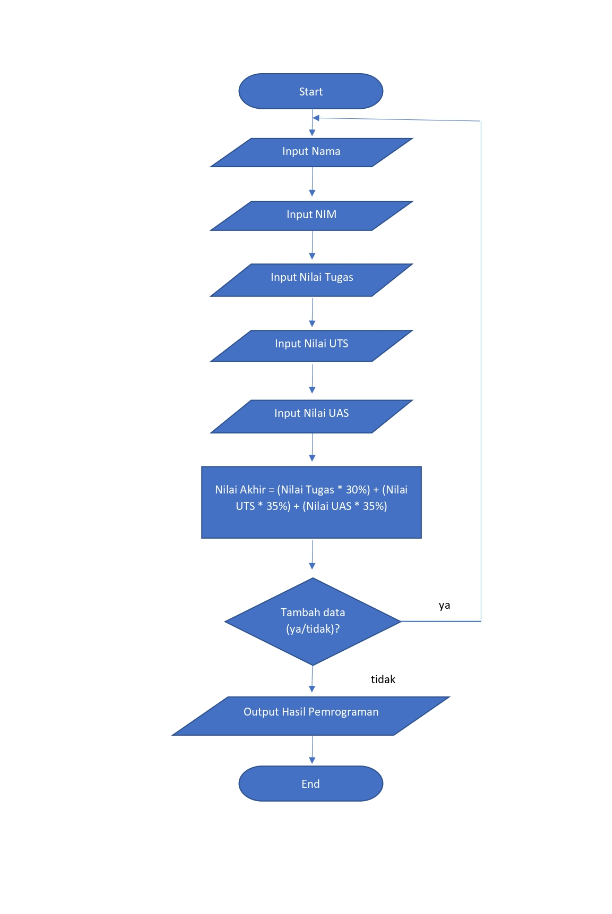 Start
Input Nama
Input NIM
Input Nilai Tugas
Input Nilai UTS
Input Nilai UAS
Nilai Akhir = (Nilai Tugas * 30%) + (Nilai
UTS * 35%) + (Nilai UAS * 35%)
Tambah data
(ya/tidak)?
ya
tidak
Output Hasil Pemrograman
End